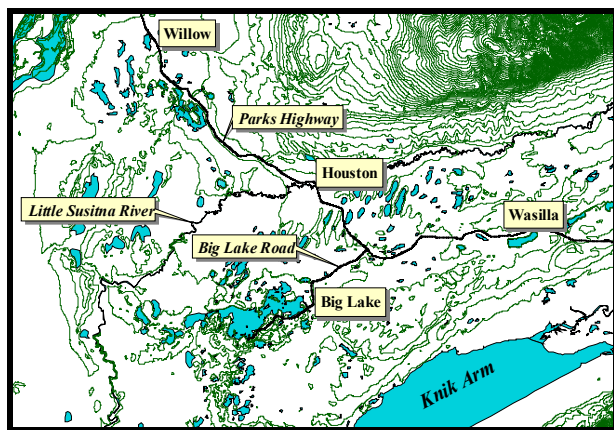 Willow
Parks Highway
Houston
Little Susitna River
Wasilla
Big Lake Road
Big Lake
Knik Arm